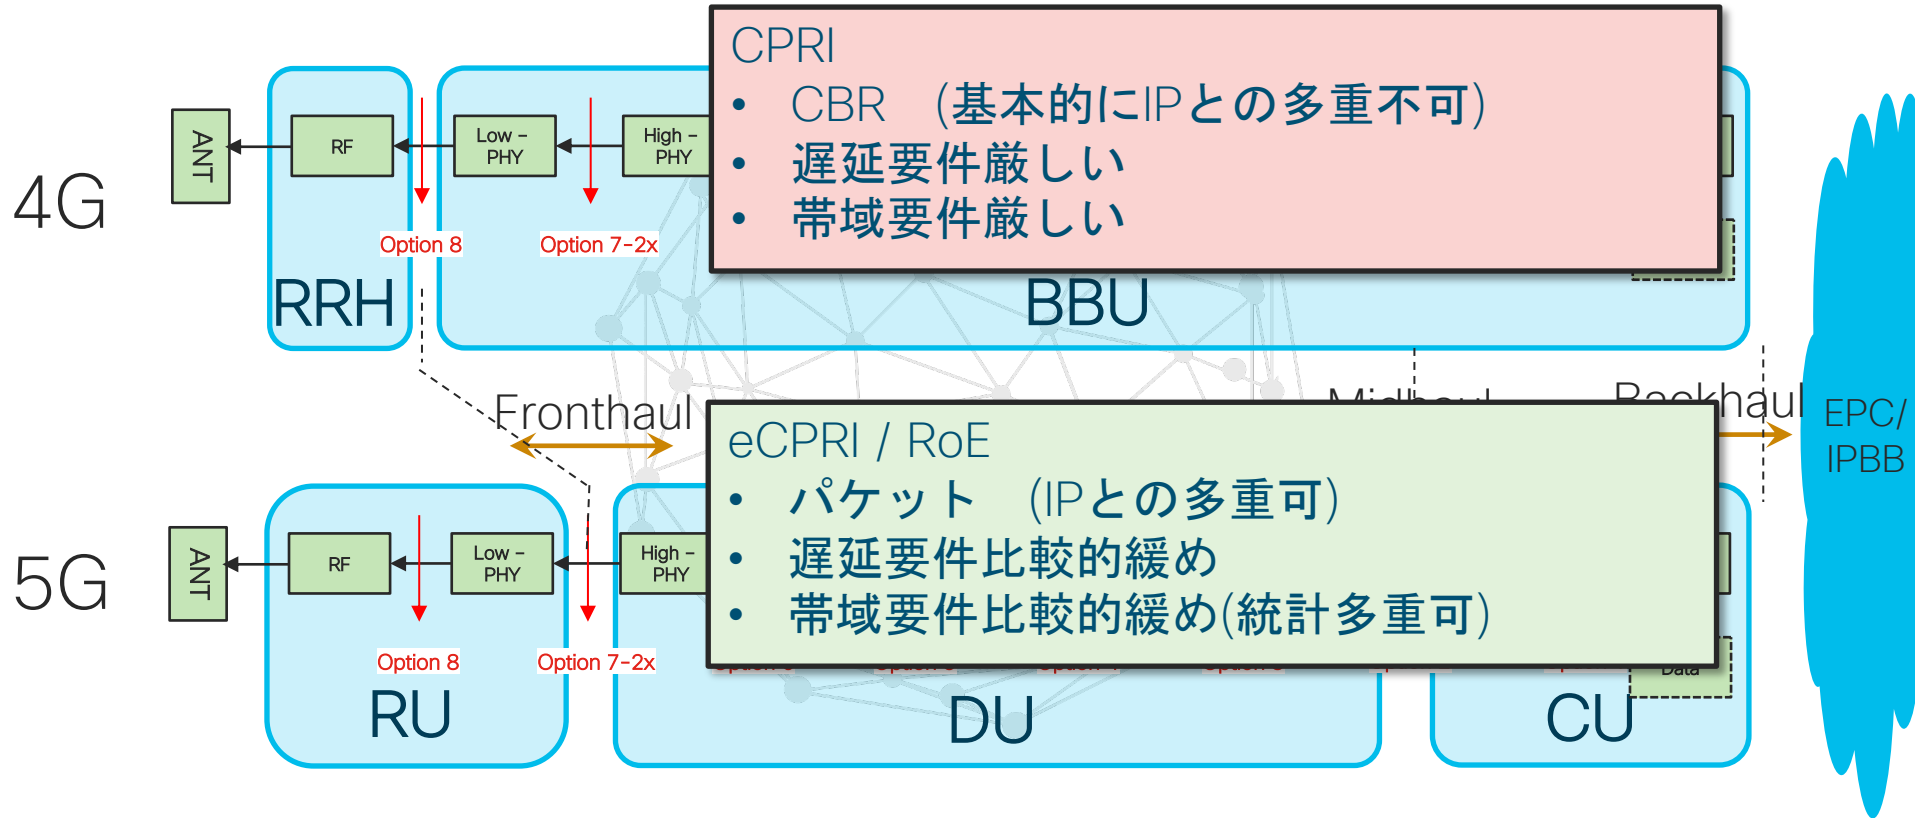 4G
ANT
RF
Low - PHY
High - PHY
Option 8
Option 7-2x
RRH
BBU
CPRI
• CBR (基本的にIPとの多重不可)
• 遅延要件厳しい
• 帯域要件厳しい
Fronthaul
Midhaul
Backhaul
EPC/
IPBB
5G
ANT
RF
Low - PHY
High - PHY
Option 8
Option 7-2x
RU
DU
CU
Data
eCPRI / RoE
• パケット (IPとの多重可)
• 遅延要件比較的緩め
• 帯域要件比較的緩め(統計多重可)